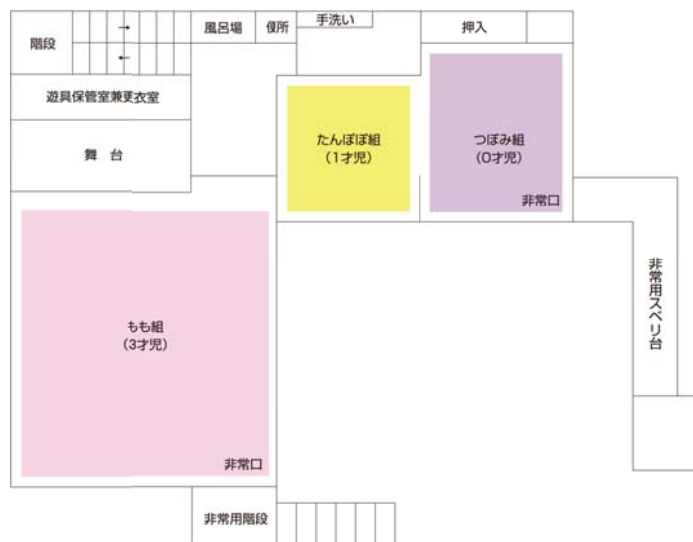 階段
→
←
風呂場
便所
手洗い
押入
遊具保管室兼更衣室
舞 台
たんぽぽ組
(1才児)
つぼみ組
(0才児)
非常口
非常用スベリ台
もも組
(3才児)
非常口
非常用階段